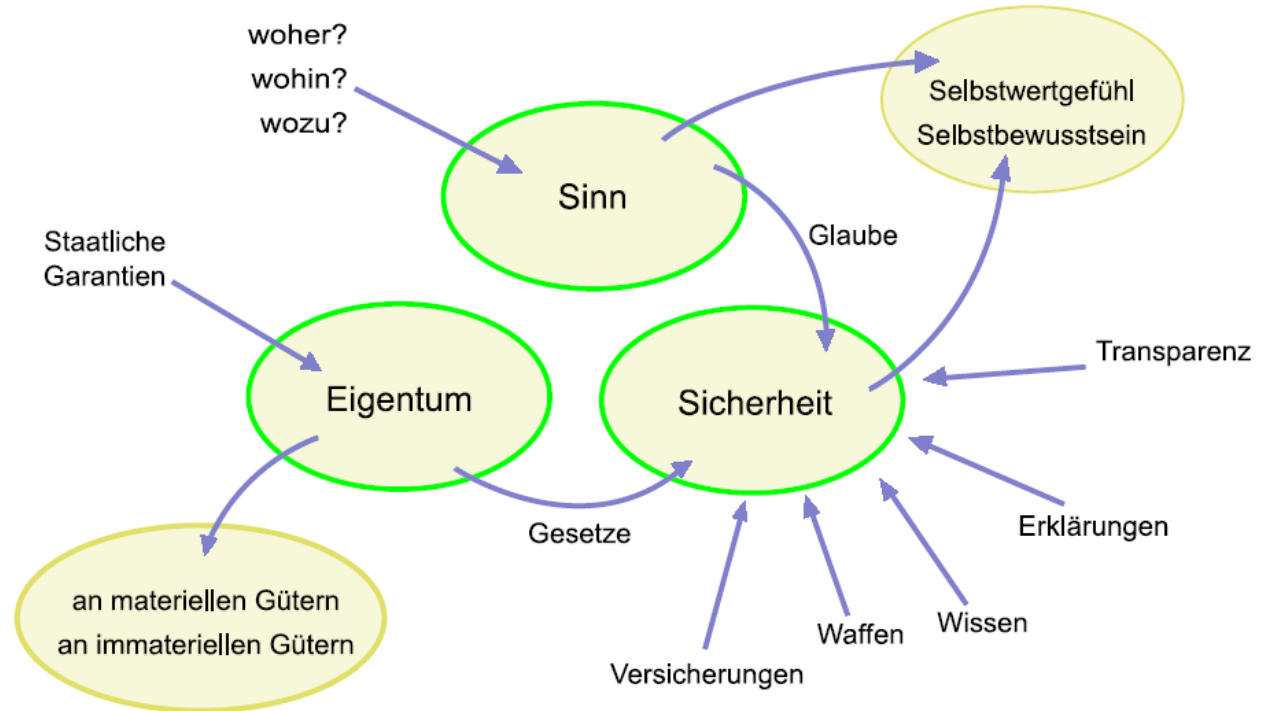 woher?
wohin?
wozu?
Selbstwertgefühl
Selbstbewusstsein
Sinn
Glaube
Staatliche
Garantien
Eigentum
Sicherheit
Transparenz
Gesetze
Erklärungen
an materiellen Gütern
an immateriellen Gütern
Versicherungen
Waffen
Wissen